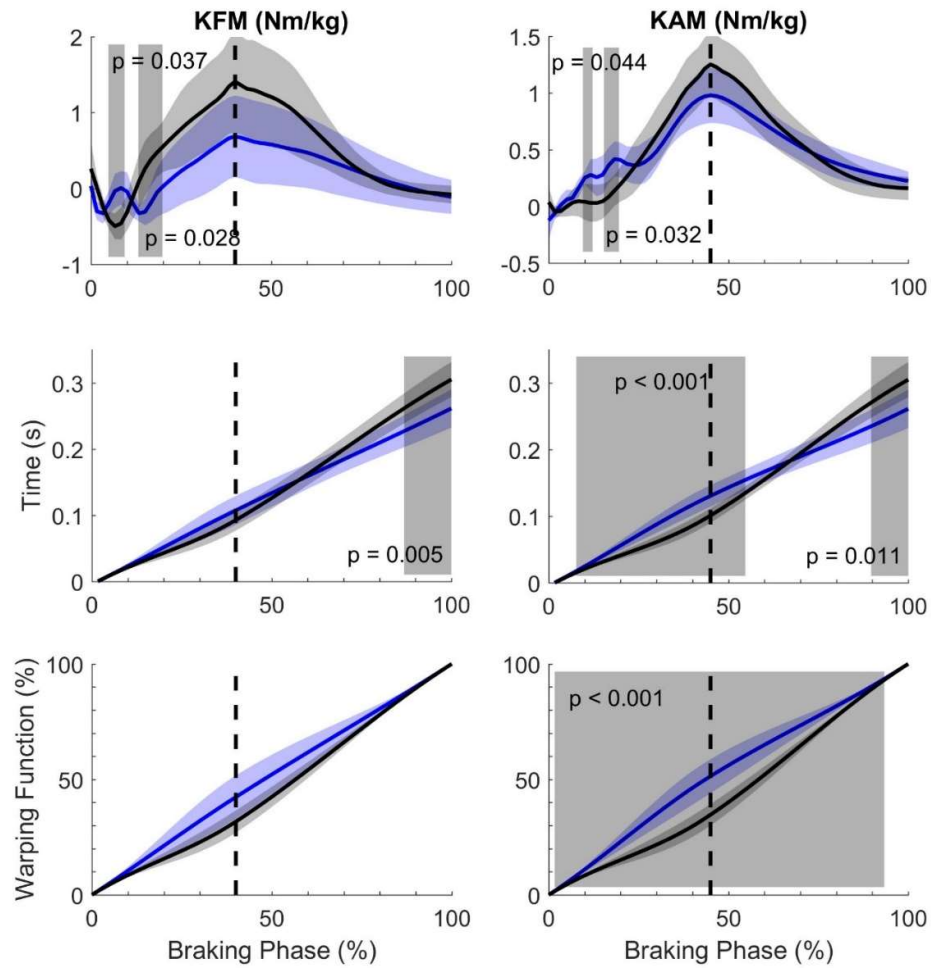 KFM (Nm/kg)
2
1
0
-1
p = 0.037
p = 0.028
0
50
100
KAM (Nm/kg)
1.5
1
0.5
0
-0.5
p = 0.044
p = 0.032
0
50
100
Time (s)
0.3
0.2
0.1
0
p = 0.005
0
50
100
0.3
0.2
0.1
0
p < 0.001
p = 0.011
0
50
100
Warping Function (%)
100
50
0
0
50
100
Braking Phase (%)
100
50
0
p < 0.001
0
50
100
Braking Phase (%)